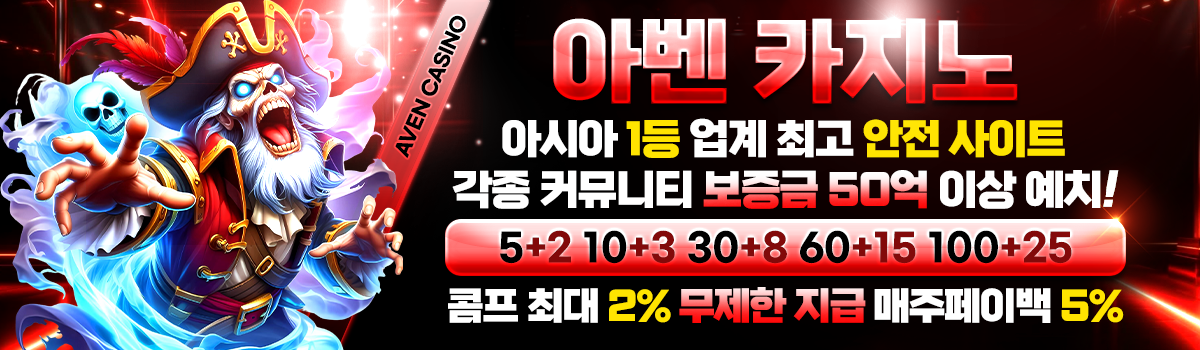 AVEN CASINO
아벤 카지노
아시아 1등 업계 최고 안전 사이트
각종 커뮤니티 보증금 50억 이상 예치!
5+2 10+3 30+8 60+15 100+25
콤프 최대 2% 무제한 지급 매주페이백 5%